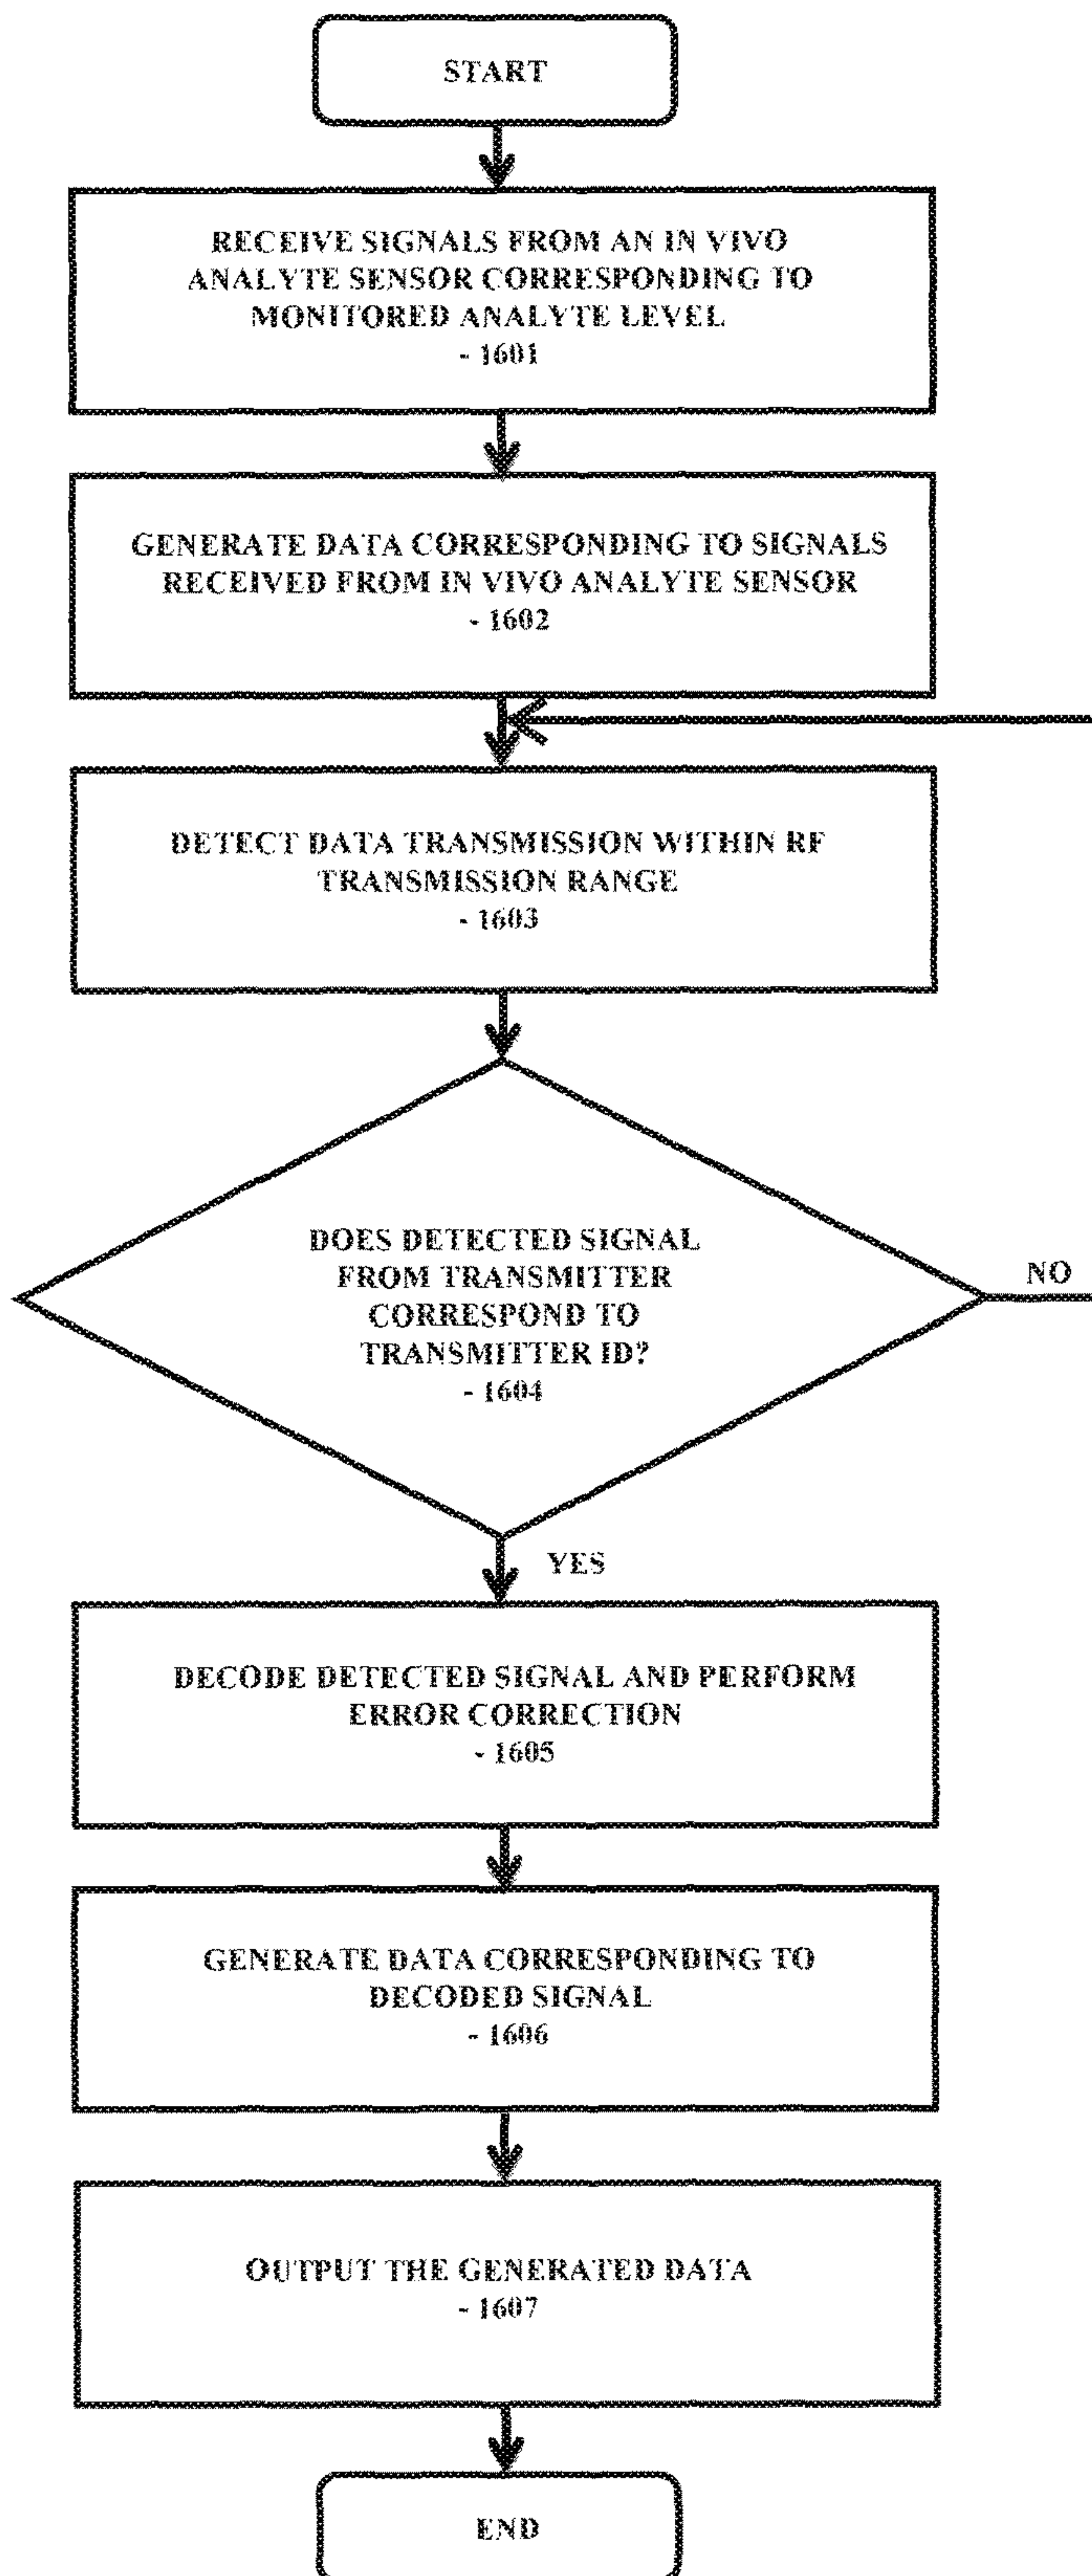 START
RECEIVE SIGNALS FROM AN IN VIVO
ANALYTE SENSOR CORRESPONDING TO
MONITORED ANALYTE LEVEL
- 1601
GENERATE DATA CORRESPONDING TO SIGNALS
RECEIVED FROM IN VIVO ANALYTE SENSOR
- 1602
DETECT DATA TRANSMISSION WITHIN RF
TRANSMISSION RANGE
- 1603
DOES DETECTED SIGNAL
FROM TRANSMITTER
CORRESPOND TO
TRANSMITTER ID?
- 1604
NO
YES
DECODE DETECTED SIGNAL AND PERFORM
ERROR CORRECTION
- 1605
GENERATE DATA CORRESPONDING TO
DECODED SIGNAL
- 1606
OUTPUT THE GENERATED DATA
- 1607
END